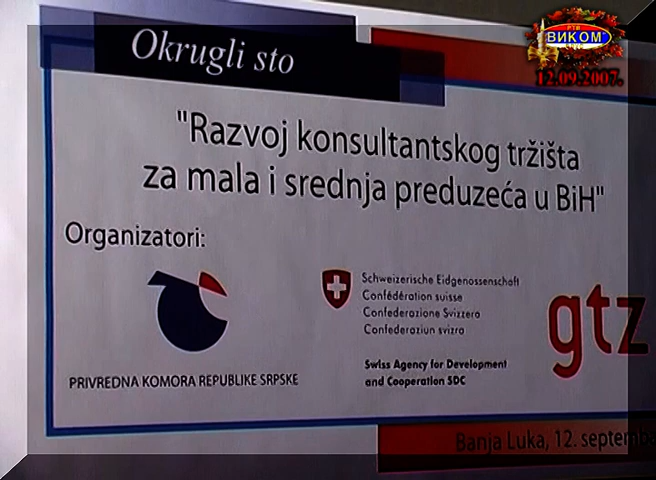 РТВ
ВИКОМ
12.09.2007.
Okrugli sto
"Razvoj konsultantskog tržišta
za mala i srednja preduzeća u BiH"
Organizatori:
PRIVREDNA KOMORA REPUBLIKE SRPSKE
Schweizerische Eidgenossenschaft
Confédération suisse
Confederazione Svizzera
Confederaziun svizra
Swiss Agency for Development
and Cooperation SDC
gtz
Banja Luka, 12. septemba